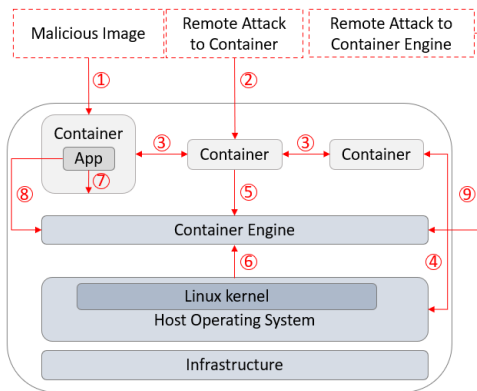 Malicious Image
Remote Attack
to Container
Remote Attack to
Container Engine
①
②
Container
App
③
Container
③
Container
⑦
⑧
⑤
⑨
Container Engine
⑥
④
Linux kernel
Host Operating System
Infrastructure